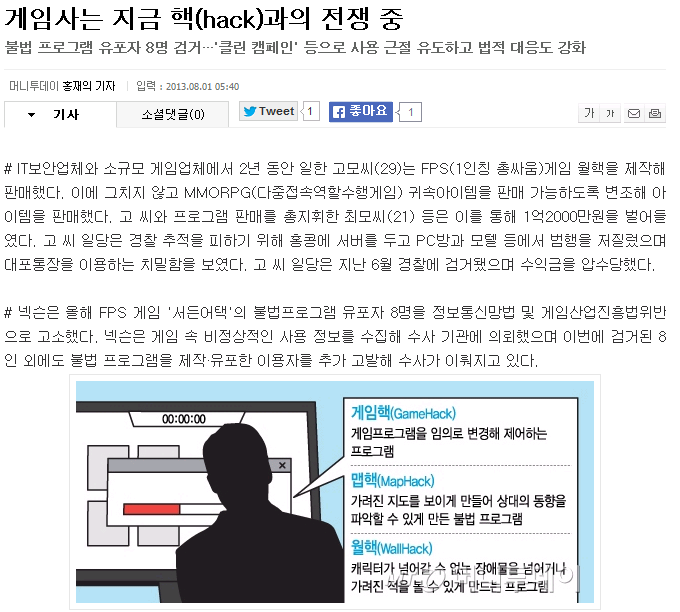 게임사는 지금 핵(hack)과의 전쟁 중
불법 프로그램 유포자 8명 검거…'클린 캠페인' 등으로 사용 근절 유도하고 법적 대응도 강화
머니투데이 홍재의 기자 | 입력 : 2013.08.01 05:40
기사
소셜댓글(0)
Tweet
1
좋아요
1
가
가
# IT보안업체와 소규모 게임업체에서 2년 동안 일한 고모씨(29)는 FPS(1인칭 총싸움)게임 월핵을 제작해
판매했다. 이에 그치지 않고 MMORPG(다중접속역할수행게임) 귀속아이템을 판매 가능하도록 변조해 아
이템을 판매했다. 고 씨와 프로그램 판매를 총지휘한 최모씨(21) 등은 이를 통해 1억2000만원을 벌어들
였다. 고 씨 일당은 경찰 추적을 피하기 위해 홍콩에 서버를 두고 PC방과 모텔 등에서 범행을 저질렀으며
대포통장을 이용하는 치밀함을 보였다. 고 씨 일당은 지난 6월 경찰에 검거됐으며 수익금을 압수당했다.
# 넥슨은 올해 FPS 게임 '서든어택'의 불법프로그램 유포자 8명을 정보통신망법 및 게임산업진흥법위반
으로 고소했다. 넥슨은 게임 속 비정상적인 사용 정보를 수집해 수사 기관에 의뢰했으며 이번에 검거된 8
인 외에도 불법 프로그램을 제작·유포한 이용자를 추가 고발해 수사가 이뤄지고 있다.
00:00:00
게임핵(GameHack)
게임프로그램을 임의로 변경해 제어하는
프로그램
맵핵(MapHack)
가려진 지도를 보이게 만들어 상대의 동향을
파악할 수 있게 만든 불법 프로그램
월핵(WallHack)
캐릭터가 넘어갈 수 없는 장애물을 넘어거나
가려진 적을 볼 수 있게 만드는 프로그램
머니투데이